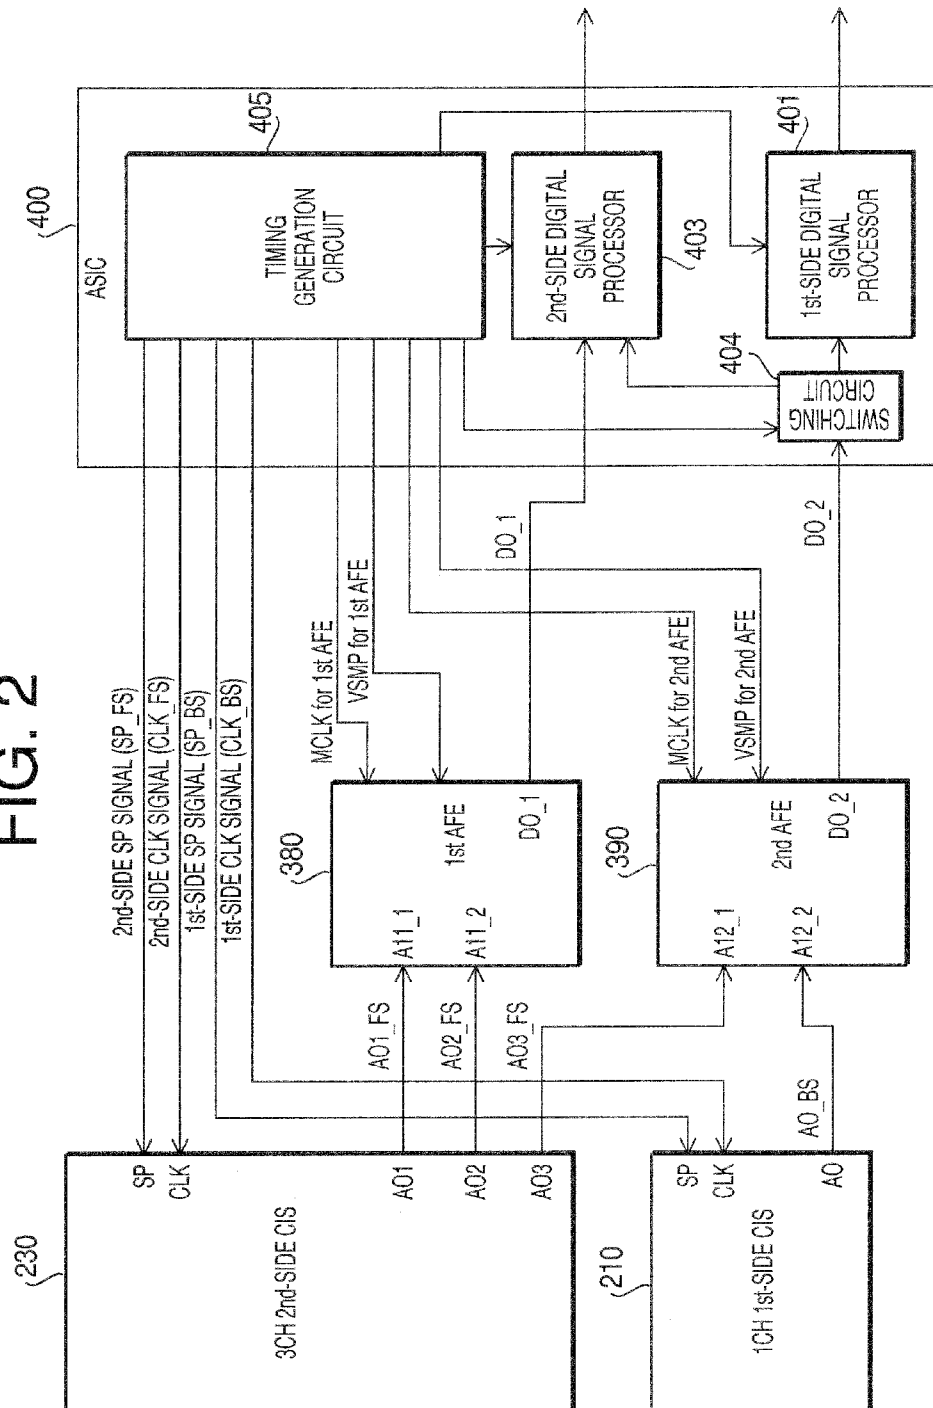 FIG. 2
400
ASIC
405
TIMING
GENERATION
CIRCUIT
2nd-SIDE DIGITAL
SIGNAL
PROCESSOR
403
401
1st-SIDE DIGITAL
SIGNAL
PROCESSOR
404
SWITCHING
CIRCUIT
2nd-SIDE SP SIGNAL (SP_FS)
2nd-SIDE CLK SIGNAL (CLK_FS)
1st-SIDE SP SIGNAL (SP_BS)
1st-SIDE CLK SIGNAL (CLK_BS)
MCLK for 1st AFE
VSMP for 1st AFE
DO_1
MCLK for 2nd AFE
VSMP for 2nd AFE
DO_2
380
1st AFE
DO_1
A11_1
A11_2
390
2nd AFE
DO_2
A12_1
A12_2
AO1_FS
AO2_FS
AO3_FS
AO_BS
230
SP
CLK
AO1
AO2
AO3
3CH 2nd-SIDE CIS
210
SP
CLK
AO
1CH 1st-SIDE CIS